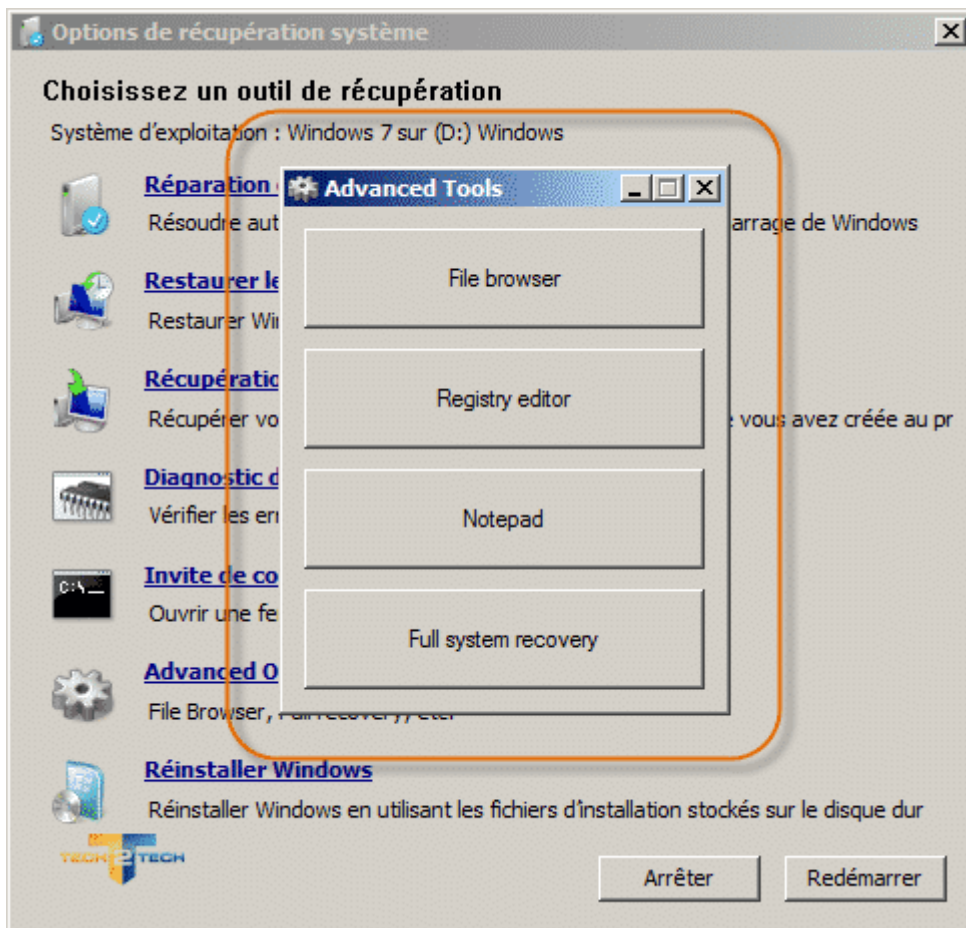 Options de récupération système
Choisissez un outil de récupération
Système d'exploitation : Windows 7 sur (D:) Windows
Réparation
Advanced Tools
Résoudre aut
arrage de Windows
File browser
Restaurer le
Restaurer Wi
Récupératio
Registry editor
Récupérer vo
vous avez créée au pr
Diagnostic d
Vérifier les er
Notepad
Invite de co
C:\_
Ouvrir une fe
Full system recovery
Advanced O
File Browser,
Réinstaller Windows
Réinstaller Windows en utilisant les fichiers d'installation stockés sur le disque dur
TECH2TECH
Arrêter
Redémarrer